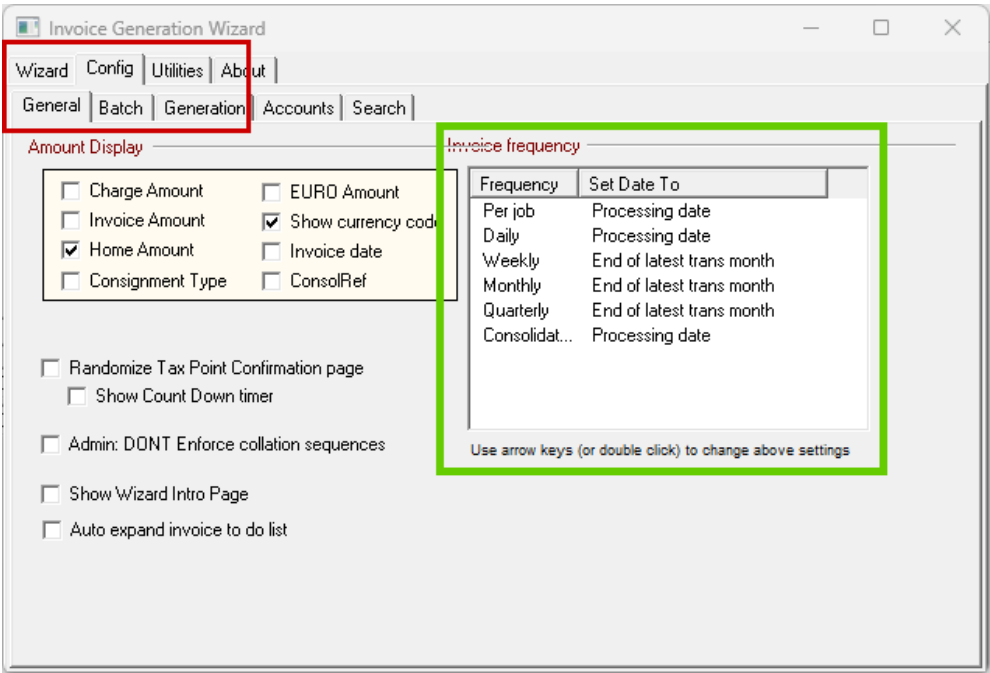 Invoice Generation Wizard
Wizard Config Utilities About
General Batch Generation Accounts Search
Amount Display
Charge Amount
Invoice Amount
Home Amount
Consignment Type
EURO Amount
Show currency code
Invoice date
ConsolRef
Randomize Tax Point Confirmation page
Show Count Down timer
Admin: DONT Enforce collation sequences
Show Wizard Intro Page
Auto expand invoice to do list
Invoice frequency
Frequency Set Date To
Per job Processing date
Daily Processing date
Weekly End of latest trans month
Monthly End of latest trans month
Quarterly End of latest trans month
Consolidat... Processing date
Use arrow keys (or double click) to change above settings